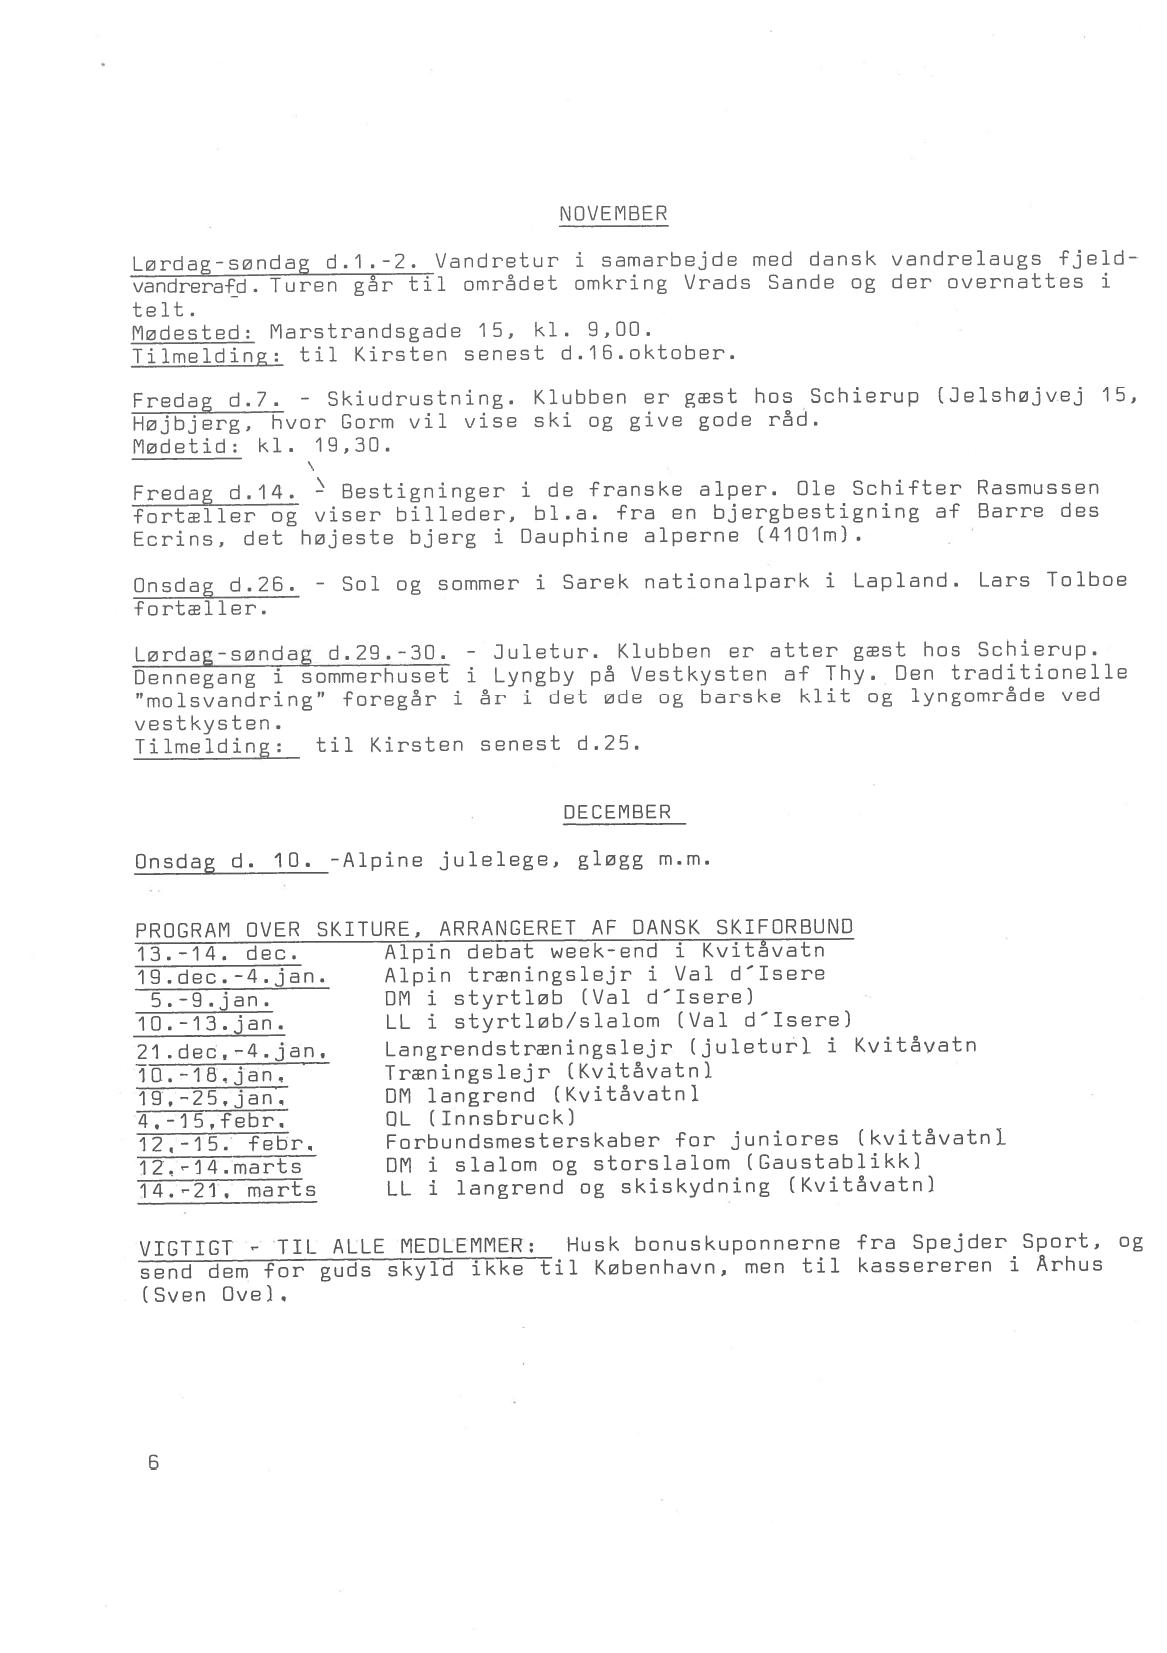 NOVEMBER
Lørdag-søndag d.1.-2. Vandretur i samarbejde med dansk vandrelaugs fjeld-
vandrerafd. Turen går til området omkring Vrads Sande og der overnattes i
telt.
Mødested: Marstrandsgade 15, kl. 9,00.
Tilmelding: til Kirsten senest d.16.oktober.
Fredag d.7. - Skiudrustning. Klubben er gæst hos Schierup (Jelshøjvej 15,
Højbjerg, hvor Gorm vil vise ski og give gode råd.
Mødetid: kl. 19,30.
Fredag d.14. - Bestigninger i de franske alper. Ole Schifter Rasmussen
fortæller og viser billeder, bl.a. fra en bjergbestigning af Barre des
Ecrins, det højeste bjerg i Dauphine alperne (4101m).
Onsdag d.26. - Sol og sommer i Sarek nationalpark i Lapland. Lars Tolboe
fortæller.
Lørdag-søndag d.29.-30. - Juletur. Klubben er atter gæst hos Schierup.
Dennegang i sommerhuset i Lyngby på Vestkysten af Thy. Den traditionelle
"molsvandring" foregår i år i det øde og barske klit og lyngområde ved
vestkysten.
Tilmelding: til Kirsten senest d.25.
DECEMBER
Onsdag d. 10. -Alpine julelege, gløgg m.m.
PROGRAM OVER SKITURE, ARRANGERET AF DANSK SKIFORBUND
13.-14. dec. Alpin debat week-end i Kvitåvatn
19.dec.-4.jan. Alpin træningslejr i Val d´Isere
5.-9.jan. DM i styrtløb (Val d´Isere)
10.-13.jan. LL i styrtløb/slalom (Val d´Isere)
21.dec,-4.jan, Langrendstræningslejr (juletur) i Kvitåvatn
10.-18,jan, Træningslejr (Kvitåvatn)
19,-25,jan, DM langrend (Kvitåvatn)
4,-15,febr, OL (Innsbruck)
12,-15. febr, Forbundsmesterskaber for juniores (kvitåvatn)
12,-14.marts DM i slalom og storslalom (Gaustablikk)
14.-21, marts LL i langrend og skiskydning (Kvitåvatn)
VIGTIGT - TIL ALLE MEDLEMMER: Husk bonuskuponnerne fra Spejder Sport, og
send dem for guds skyld ikke til København, men til kassereren i Århus
(Sven Ove).
6